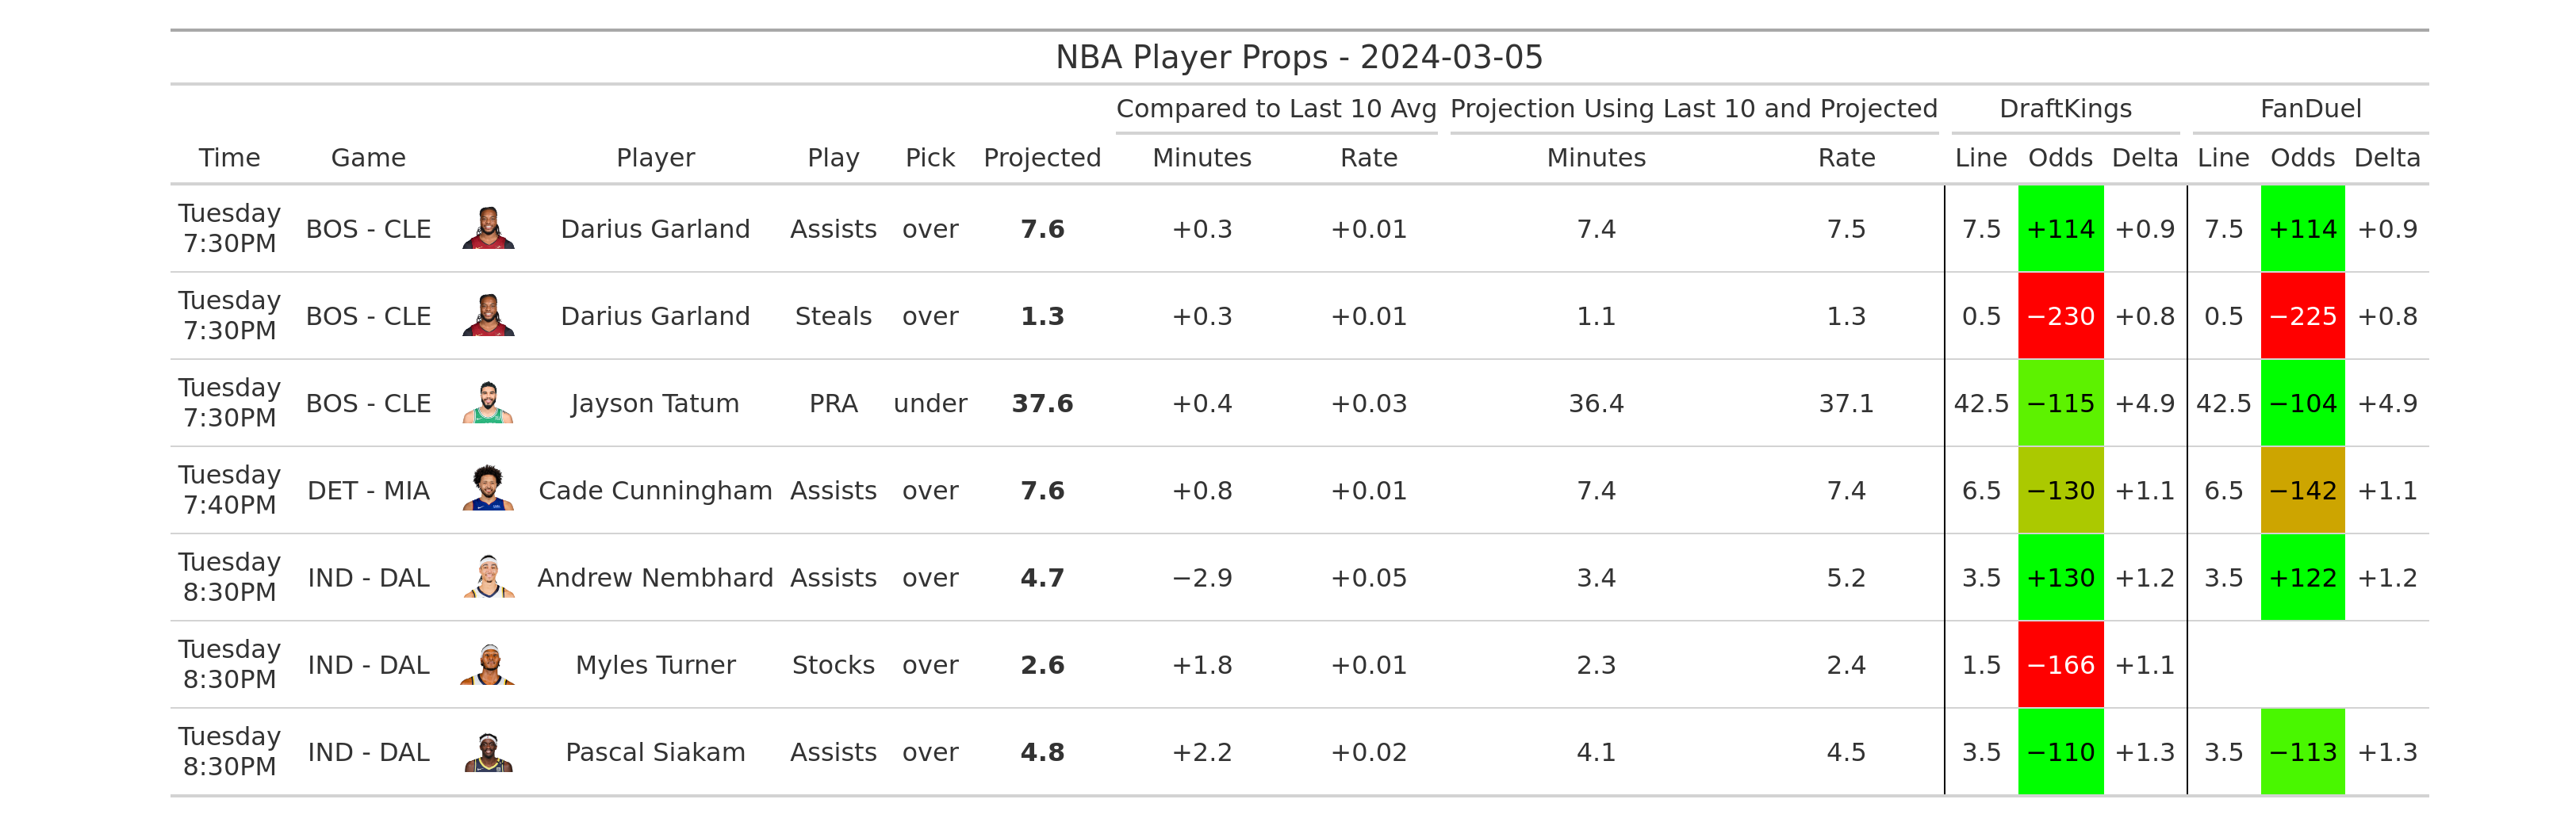 NBA Player Props - 2024-03-05
Compared to Last 10 Avg Projection Using Last 10 and Projected DraftKings FanDuel
Time Game Player Play Pick Projected Minutes Rate Minutes Rate Line Odds Delta Line Odds Delta
Tuesday
7:30PM BOS - CLE Darius Garland Assists over 7.6 +0.3 +0.01 7.4 7.5 7.5 +114 +0.9 7.5 +114 +0.9
Tuesday
7:30PM BOS - CLE Darius Garland Steals over 1.3 +0.3 +0.01 1.1 1.3 0.5 −230 +0.8 0.5 −225 +0.8
Tuesday
7:30PM BOS - CLE Jayson Tatum PRA under 37.6 +0.4 +0.03 36.4 37.1 42.5 −115 +4.9 42.5 −104 +4.9
Tuesday
7:40PM DET - MIA Cade Cunningham Assists over 7.6 +0.8 +0.01 7.4 7.4 6.5 −130 +1.1 6.5 −142 +1.1
Tuesday
8:30PM IND - DAL Andrew Nembhard Assists over 4.7 −2.9 +0.05 3.4 5.2 3.5 +130 +1.2 3.5 +122 +1.2
Tuesday
8:30PM IND - DAL Myles Turner Stocks over 2.6 +1.8 +0.01 2.3 2.4 1.5 −166 +1.1
Tuesday
8:30PM IND - DAL Pascal Siakam Assists over 4.8 +2.2 +0.02 4.1 4.5 3.5 −110 +1.3 3.5 −113 +1.3